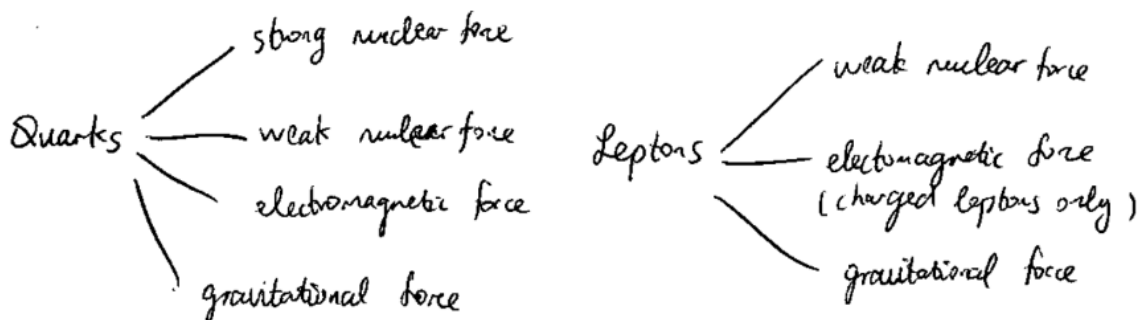 Quarks
strong nuclear force
weak nuclear force
electromagnetic force
gravitational force
Leptons
weak nuclear force
electomagnetic force
(charged leptons only)
gravitational force